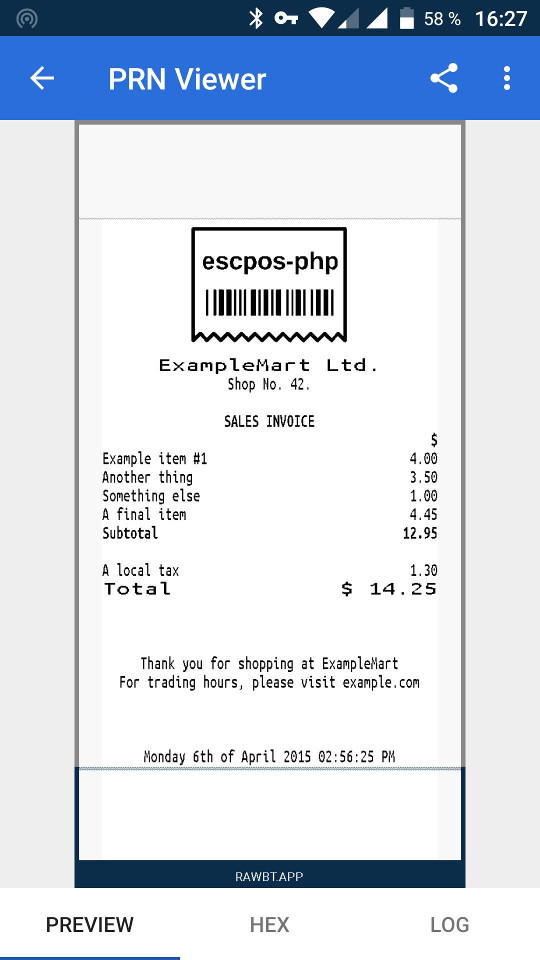 58 % 16:27
PRN Viewer
escpos-php
ExampleMart Ltd.
Shop No. 42.
SALES INVOICE
$
Example item #1 4.00
Another thing 3.50
Something else 1.00
A final item 4.45
Subtotal 12.95
A local tax 1.30
Total $ 14.25
Thank you for shopping at ExampleMart
For trading hours, please visit example.com
Monday 6th of April 2015 02:56:25 PM
RAWBT.APP
PREVIEW HEX LOG